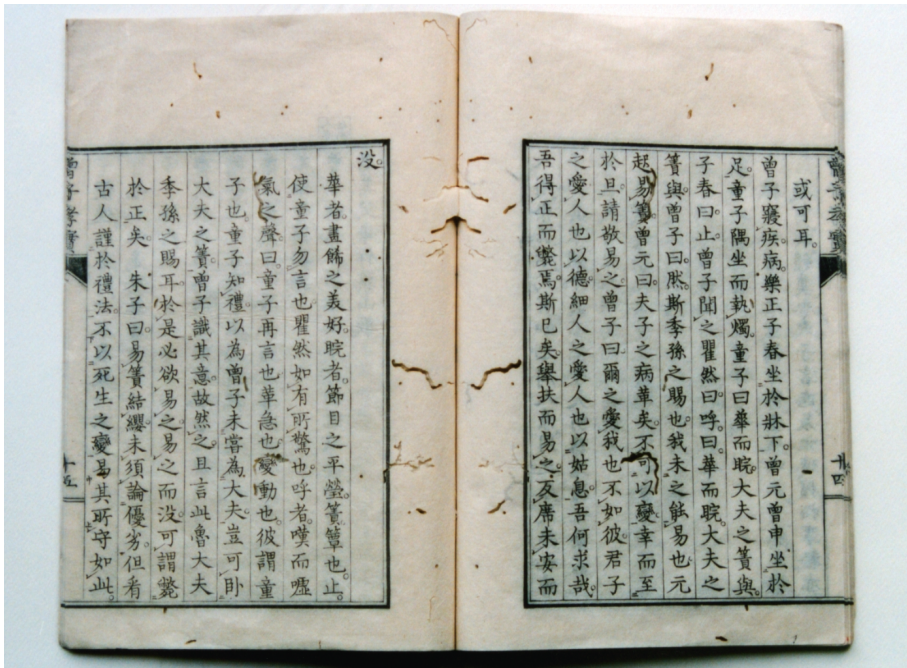 或可耳。
曾子寢疾病。樂正子春坐於牀下。曾元曾申坐於
足。童子隅坐而執燭。童子曰華而睆。大夫之簀與。
子春曰。止曾子聞之瞿然曰。呼。曰。華而睆。大夫之
簀與曾子曰。然。斯季孫之賜也。我未之能易也元
起易簀。曾元曰。夫子之病革矣。不可以變幸而至
於旦。請敬易之。曾子曰。爾之愛我也不如彼。君子
之愛人也以德。細人之愛人也以姑息。吾何求哉。
吾得正而斃焉。斯已矣。舉扶而易之。反席未安而
廿四
没。
華者。畫飾之美好睆者。節目之平瑩。簀簟也。止。
使童子勿言也瞿然如有所驚也。呼者。嘆而噓
氣之聲。曰童子再言也革急也。變動也。彼謂童
子也。童子知禮以為曾子未嘗為大夫豈可卧
大夫之簀。曾子識其意故然之。且言此魯大夫
季孫之賜耳。於是必欲易之。易之而没可謂斃
於正矣。朱子曰。易簀結纓。未須論優劣。但看
古人謹於禮法。不以死生之變易其所守如此。
十五